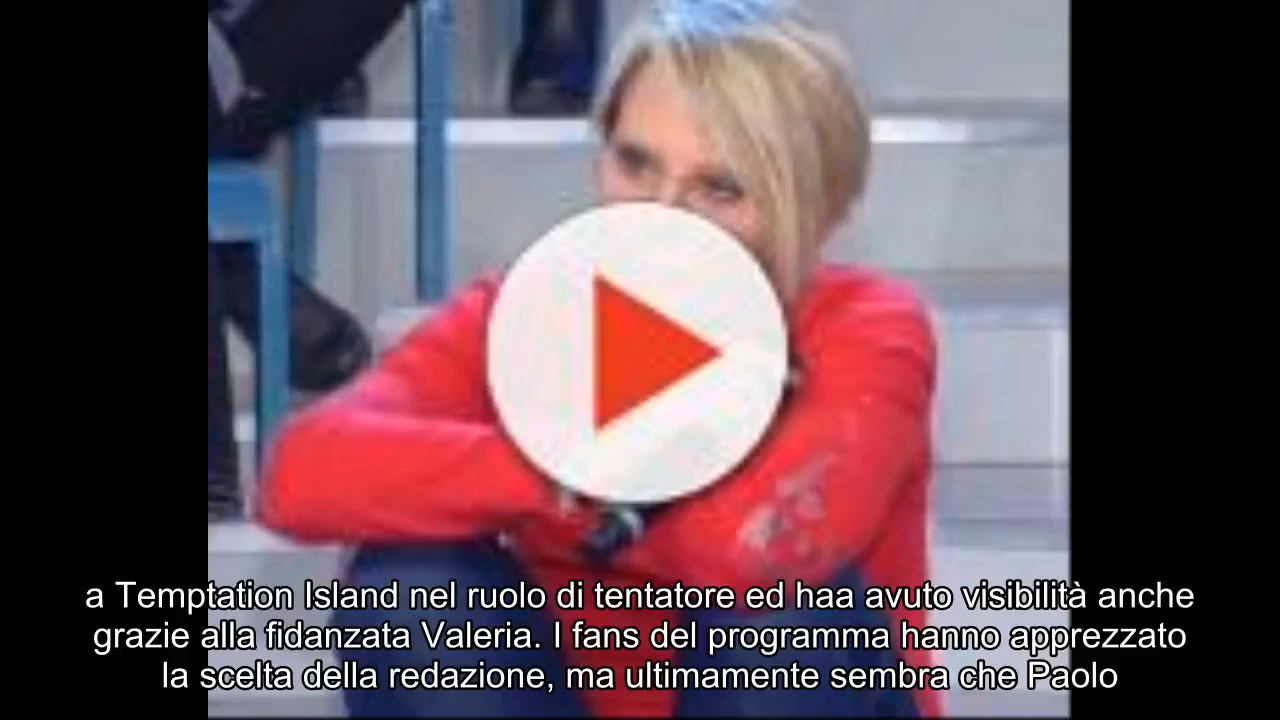 a Temptation Island nel ruolo di tentatore ed haa avuto visibilità anche
grazie alla fidanzata Valeria. I fans del programma hanno apprezzato
la scelta della redazione, ma ultimamente sembra che Paolo